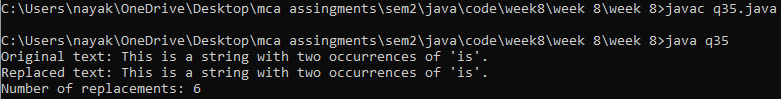 C:\Users\nayak\OneDrive\Desktop\mca assingments\sem2\java\code\week8\week 8\week 8>javac q35.java
C:\Users\nayak\OneDrive\Desktop\mca assingments\sem2\java\code\week8\week 8\week 8>java q35
Original text: This is a string with two occurrences of 'is'.
Replaced text: This is a string with two occurrences of 'is'.
Number of replacements: 6